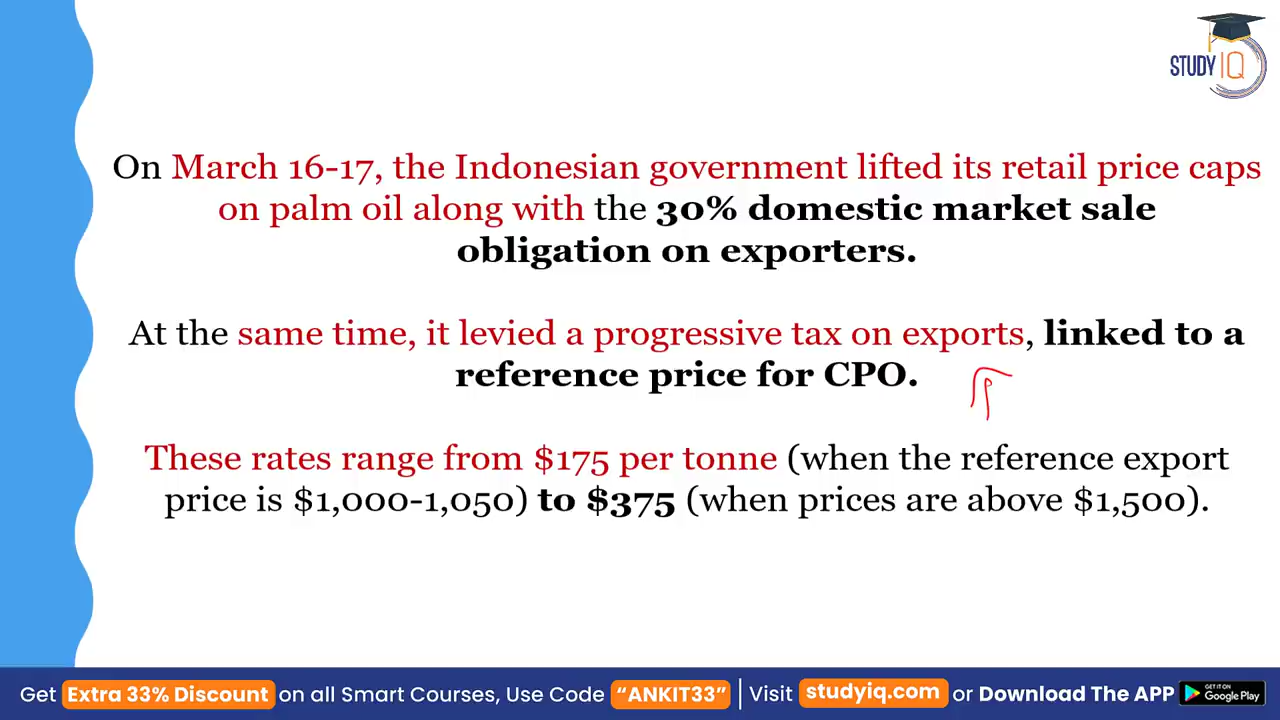 STUDY IQ
On March 16-17, the Indonesian government lifted its retail price caps
on palm oil along with the 30% domestic market sale
obligation on exporters.
At the same time, it levied a progressive tax on exports, linked to a
reference price for CPO.
These rates range from $175 per tonne (when the reference export
price is $1,000-1,050) to $375 (when prices are above $1,500).
Get Extra 33% Discount on all Smart Courses, Use Code “ANKIT33” Visit studyiq.com or Download The APP GET IT ON Google Play